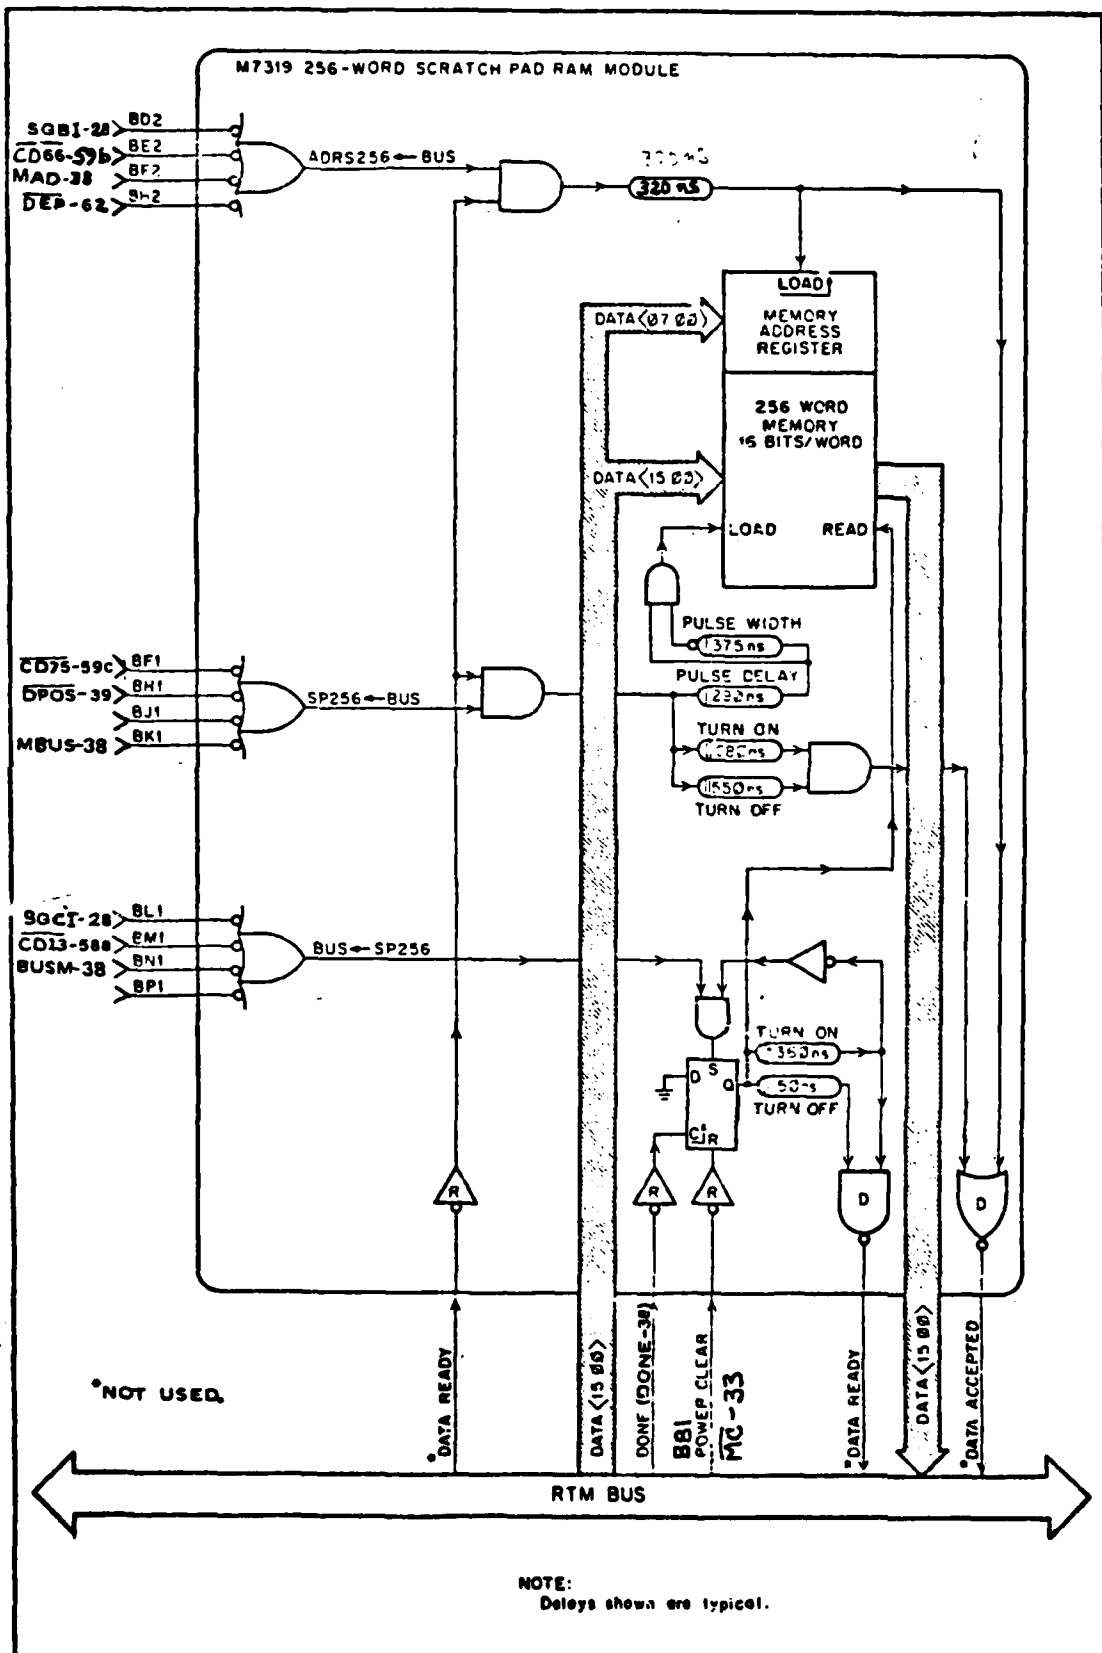 M7319 256-WORD SCRATCH PAD RAM MODULE
SGBI-28 BD2
CD66-59b BE2
MAD-38 BF2
DEP-62 BH2
ADRS256←BUS
320 ns
LOAD
MEMORY
ADDRESS
REGISTER
DATA<07:00>
256 WORD
MEMORY
16 BITS/WORD
DATA<15:00>
LOAD
READ
PULSE WIDTH
375ns
PULSE DELAY
290ns
TURN ON
TURN OFF
CD75-59c BF1
DPOS-39 BH1
BJ1
MBUS-38 BK1
SP256←BUS
SGCI-28 BL1
CD13-58a BM1
BUSM-38 BN1
BP1
BUS←SP256
TURN ON
TURN OFF
D S Q
C R
R
R
R
D
D
*NOT USED.
*DATA READY
DATA<15:00>
DONE (DONE-38)
BB1
POWER CLEAR
MC-33
*DATA READY
DATA<15:00>
*DATA ACCEPTED
RTM BUS
NOTE:
Delays shown are typical.